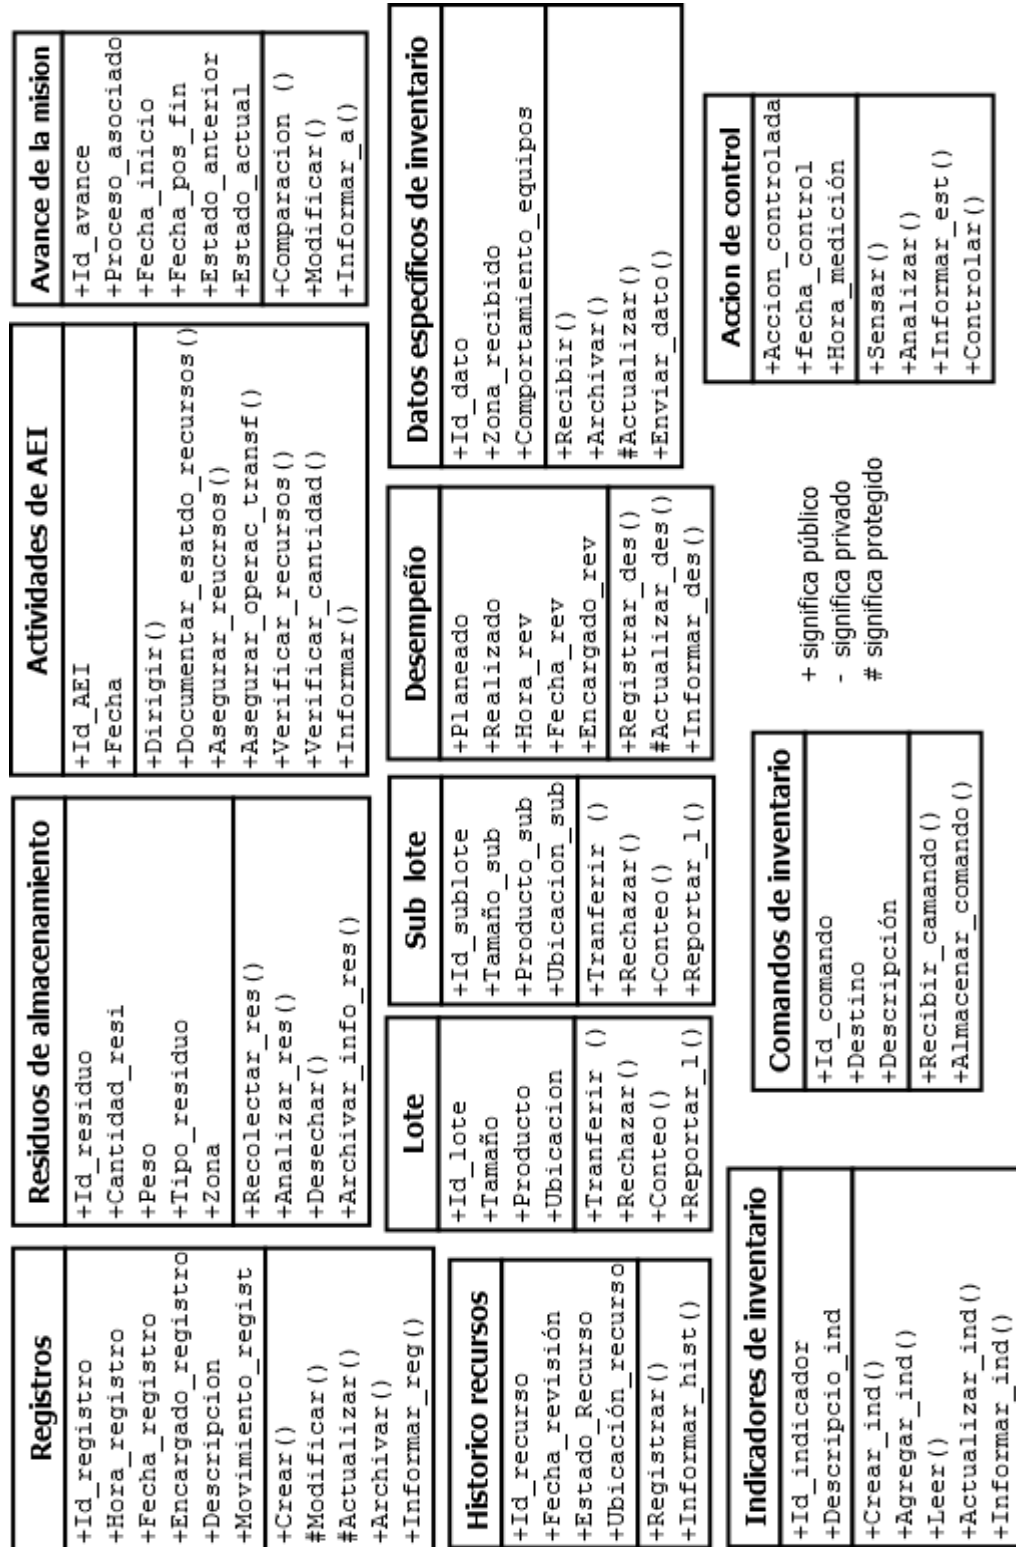 Registros
+Id_registro
+Hora_registro
+Fecha_registro
+Encargado_registro
+Descripcion
+Movimiento_regist
+Crear()
#Modificar()
#Actualizar()
+Archivar()
+Informar_reg()
Residuos de almacenamiento
+Id_residuo
+Cantidad_resi
+Peso
+Tipo_residuo
+Zona
+Recolectar_res()
+Analizar_res()
+Desechar()
+Archivar_info_res()
Actividades de AEI
+Id_AEI
+Fecha
+Dirigir()
+Documentar_esatdo_recursos()
+Asegurar_reucrsos()
+Asegurar_operac_transf()
+Verificar_recursos()
+Verificar_cantidad()
+Informar()
Avance de la mision
+Id_avance
+Proceso_asociado
+Fecha_inicio
+Fecha_pos_fin
+Estado_anterior
+Estado_actual
+Comparacion ()
+Modificar()
+Informar_a()
Historico recursos
+Id_recurso
+Fecha_revisión
+Estado_Recurso
+Ubicación_recurso
+Registrar()
+Informar_hist()
Lote
+Id_lote
+Tamaño
+Producto
+Ubicacion
+Tranferir ()
+Rechazar()
+Conteo()
+Reportar_l()
Sub lote
+Id_sublote
+Tamaño_sub
+Producto_sub
+Ubicacion_sub
+Tranferir ()
+Rechazar()
+Conteo()
+Reportar_l()
Desempeño
+Planeado
+Realizado
+Hora_rev
+Fecha_rev
+Encargado_rev
+Registrar_des()
#Actualizar_des()
+Informar_des()
Datos específicos de inventario
+Id_dato
+Zona_recibido
+Comportamiento_equipos
+Recibir()
+Archivar()
#Actualizar()
+Enviar_dato()
Indicadores de inventario
+Id_indicador
+Descripcio_ind
+Crear_ind()
+Agregar_ind()
+Leer()
+Actualizar_ind()
+Informar_ind()
Comandos de inventario
+Id_comando
+Destino
+Descripción
+Recibir_camando()
+Almacenar_comando()
+ significa público
- significa privado
# significa protegido
Accion de control
+Accion_controlada
+fecha_control
+Hora_medición
+Sensar()
+Analizar()
+Informar_est()
+Controlar()